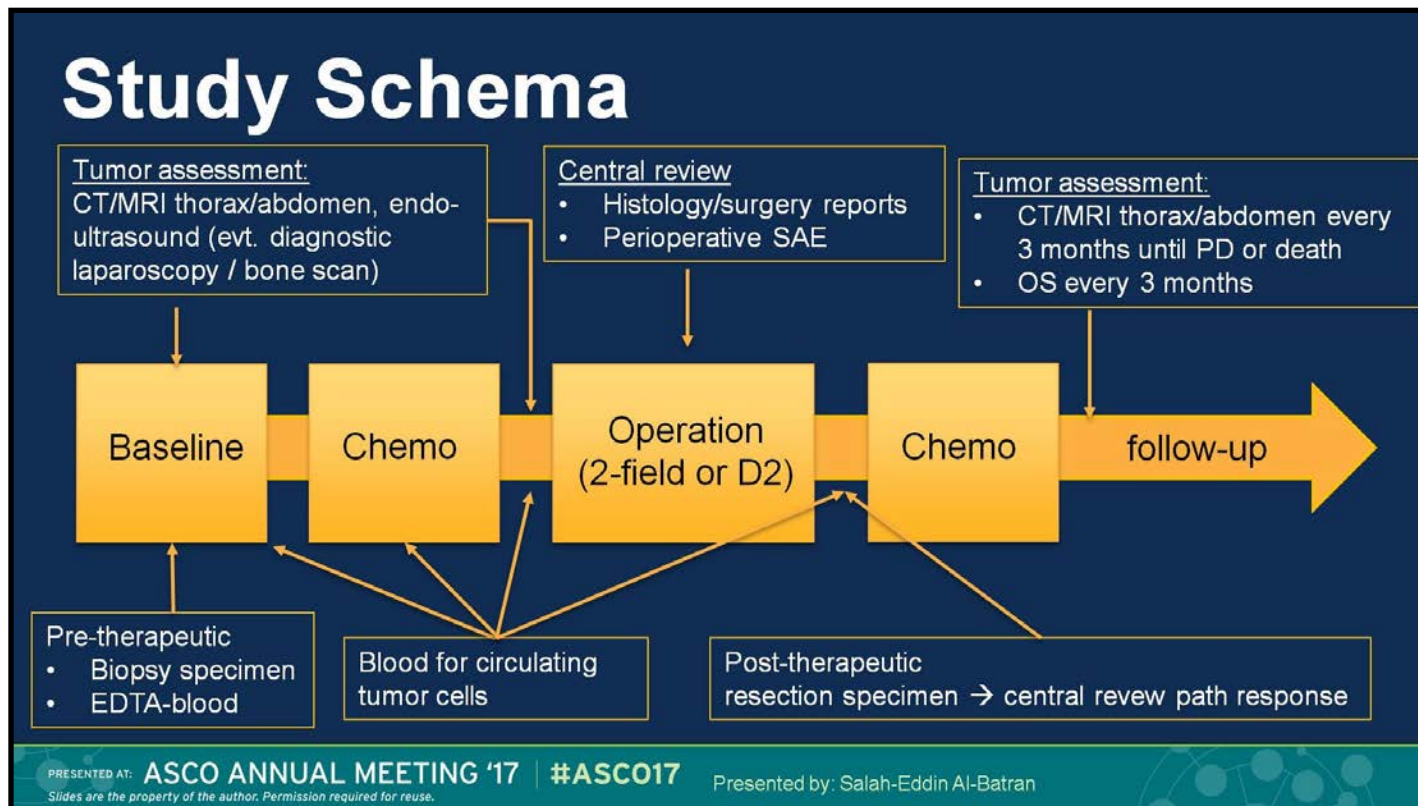 Study Schema
Tumor assessment:
CT/MRI thorax/abdomen, endo-
ultrasound (evt. diagnostic
laparoscopy / bone scan)
Central review
• Histology/surgery reports
• Perioperative SAE
Tumor assessment:
• CT/MRI thorax/abdomen every
3 months until PD or death
• OS every 3 months
Baseline
Chemo
Operation
(2-field or D2)
Chemo
follow-up
Pre-therapeutic
• Biopsy specimen
• EDTA-blood
Blood for circulating
tumor cells
Post-therapeutic
resection specimen → central revew path response
PRESENTED AT: ASCO ANNUAL MEETING '17 | #ASCO17 Presented by: Salah-Eddin Al-Batran
Slides are the property of the author. Permission required for reuse.